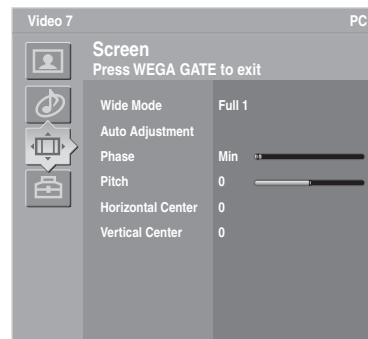 Video 7 PC
Screen
Press WEGA GATE to exit
Wide Mode Full 1
Auto Adjustment
Phase Min
Pitch 0
Horizontal Center 0
Vertical Center 0